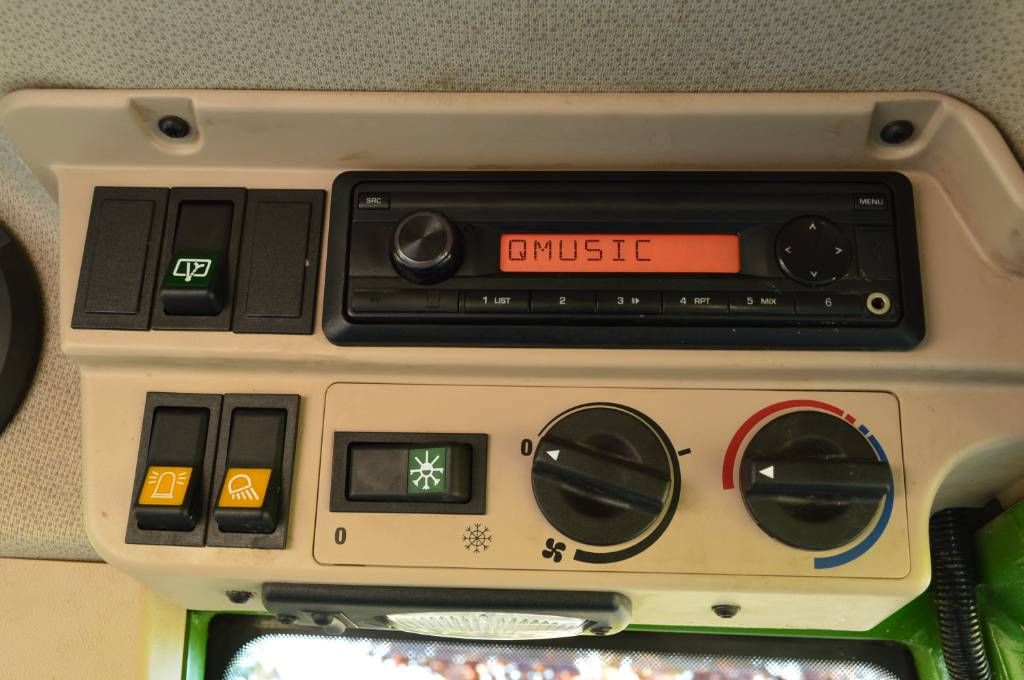 SRC
MENU
QMUSIC
1 LIST 2 3 4 RPT 5 MIX 6
0
0